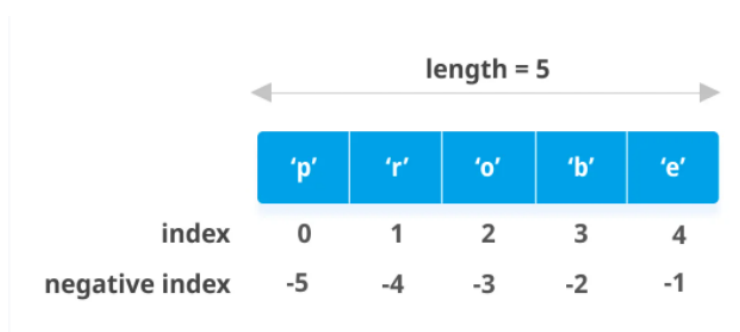 length = 5
‘p’ ‘r’ ‘o’ ‘b’ ‘e’
index 0 1 2 3 4
negative index -5 -4 -3 -2 -1